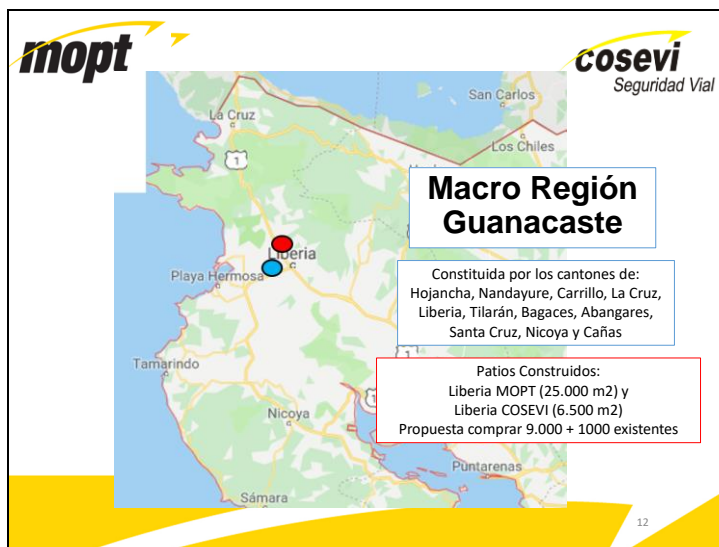 mopt
cosevi
Seguridad Vial
San Carlos
La Cruz
Los Chiles
1
Macro Región
Guanacaste
Liberia
Playa Hermosa
Constituida por los cantones de:
Hojancha, Nandayure, Carrillo, La Cruz,
Liberia, Tilarán, Bagaces, Abangares,
Santa Cruz, Nicoya y Cañas
1
Tamarindo
Patios Construidos:
Liberia MOPT (25.000 m2) y
Liberia COSEVI (6.500 m2)
Propuesta comprar 9.000 + 1000 existentes
1
Nicoya
Puntarenas
Sámara
12